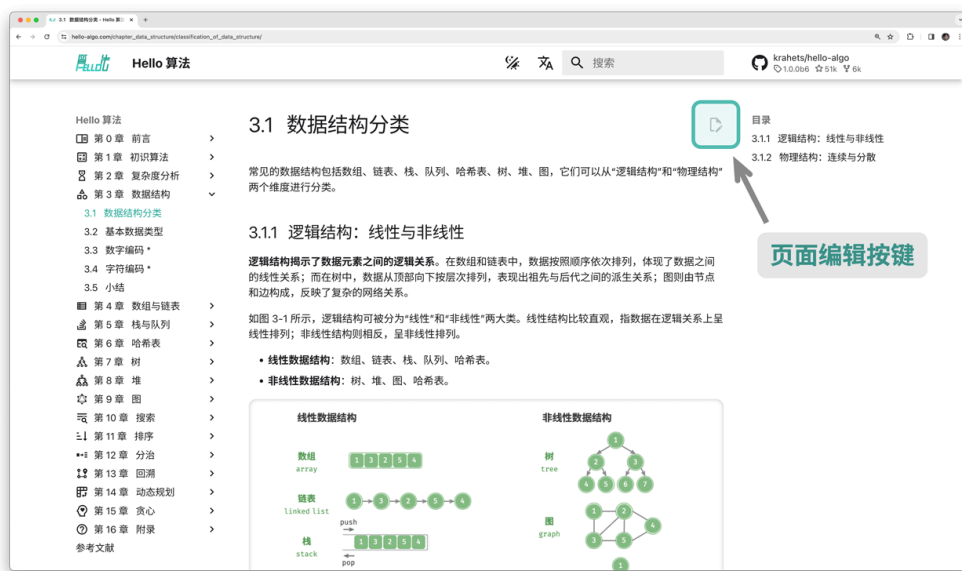 3.1 数据结构分类 - Hello 算
hello-algo.com/chapter_data_structure/classification_of_data_structure/
Hello 算法
搜索
krahets/hello-algo
1.0.0b6 51k 6k
Hello 算法
第 0 章 前言
第 1 章 初识算法
第 2 章 复杂度分析
第 3 章 数据结构
3.1 数据结构分类
3.2 基本数据类型
3.3 数字编码 *
3.4 字符编码 *
3.5 小结
第 4 章 数组与链表
第 5 章 栈与队列
第 6 章 哈希表
第 7 章 树
第 8 章 堆
第 9 章 图
第 10 章 搜索
第 11 章 排序
第 12 章 分治
第 13 章 回溯
第 14 章 动态规划
第 15 章 贪心
第 16 章 附录
参考文献
3.1 数据结构分类
常见的数据结构包括数组、链表、栈、队列、哈希表、树、堆、图，它们可以从“逻辑结构”和“物理结构”
两个维度进行分类。
3.1.1 逻辑结构：线性与非线性
逻辑结构揭示了数据元素之间的逻辑关系。在数组和链表中，数据按照顺序依次排列，体现了数据之间
的线性关系；而在树中，数据从顶部向下按层次排列，表现出祖先与后代之间的派生关系；图则由节点
和边构成，反映了复杂的网络关系。
如图 3-1 所示，逻辑结构可被分为“线性”和“非线性”两大类。线性结构比较直观，指数据在逻辑关系上呈
线性排列；非线性结构则相反，呈非线性排列。
• 线性数据结构：数组、链表、栈、队列、哈希表。
• 非线性数据结构：树、堆、图、哈希表。
线性数据结构
数组
array
1 3 2 5 4
链表
linked list
1 3 2 5 4
push
栈
stack
1 3 2 5 4
pop
非线性数据结构
树
tree
1
2 3
4 5 6 7
图
graph
1 2
4
3 5
1
目录
3.1.1 逻辑结构：线性与非线性
3.1.2 物理结构：连续与分散
页面编辑按键